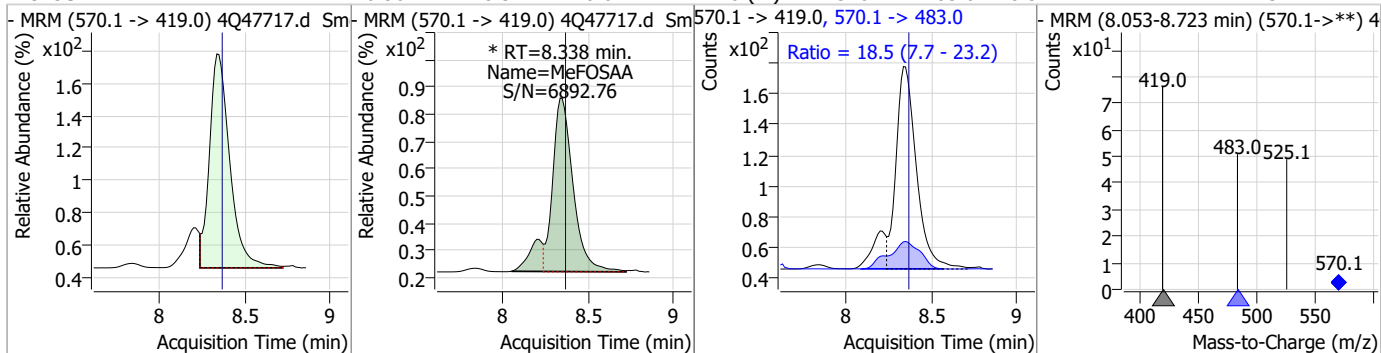 - MRM (570.1 -> 419.0) 4Q47717.d Sm
x10²
Relative Abundance (%)
1.6
1.4
1.2
1
0.8
0.6
0.4
8
8.5
9
Acquisition Time (min)
- MRM (570.1 -> 419.0) 4Q47717.d Sm
x10²
* RT=8.338 min.
Name=MeFOSAA
S/N=6892.76
Relative Abundance (%)
0.9
0.8
0.7
0.6
0.5
0.4
0.3
0.2
8
8.5
9
Acquisition Time (min)
570.1 -> 419.0, 570.1 -> 483.0
x10²
Ratio = 18.5 (7.7 - 23.2)
Counts
1.6
1.4
1.2
1
0.8
0.6
0.4
8
8.5
9
Acquisition Time (min)
- MRM (8.053-8.723 min) (570.1->**) 4
x10¹
Counts
419.0
483.0
525.1
570.1
7
6
5
4
3
2
1
0
400
450
500
550
Mass-to-Charge (m/z)